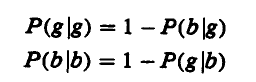 P(g|g) = 1 − P(b|g)
P(b|b) = 1 − P(g|b)